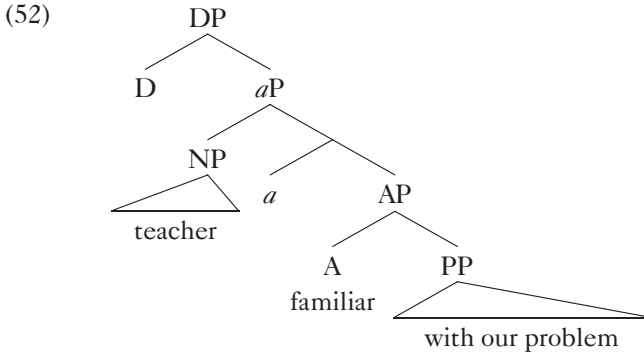 (52) DP
D aP
NP
a AP
teacher
A PP
familiar
with our problem